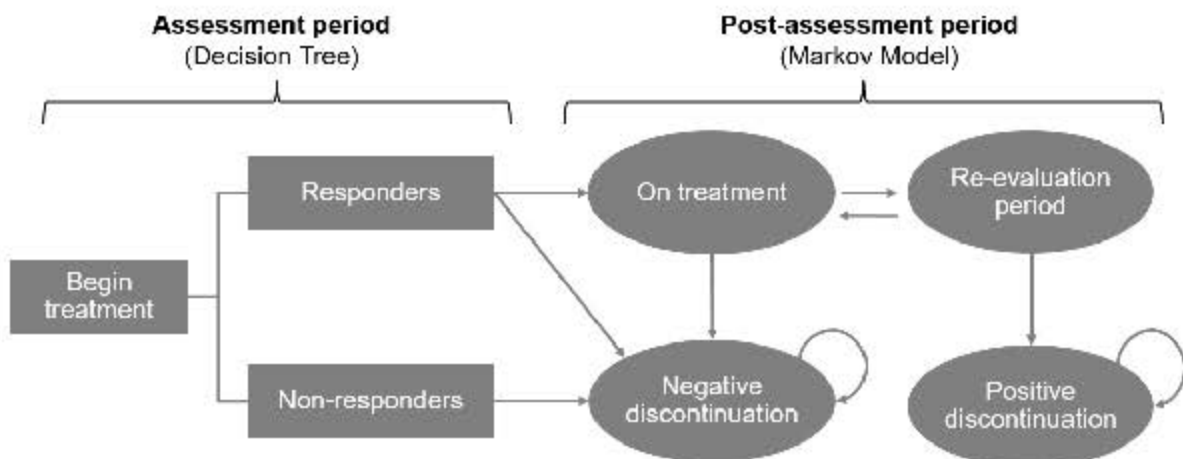 Assessment period
(Decision Tree)
Post-assessment period
(Markov Model)
Responders
On treatment
Re-evaluation
period
Begin
treatment
Non-responders
Negative
discontinuation
Positive
discontinuation